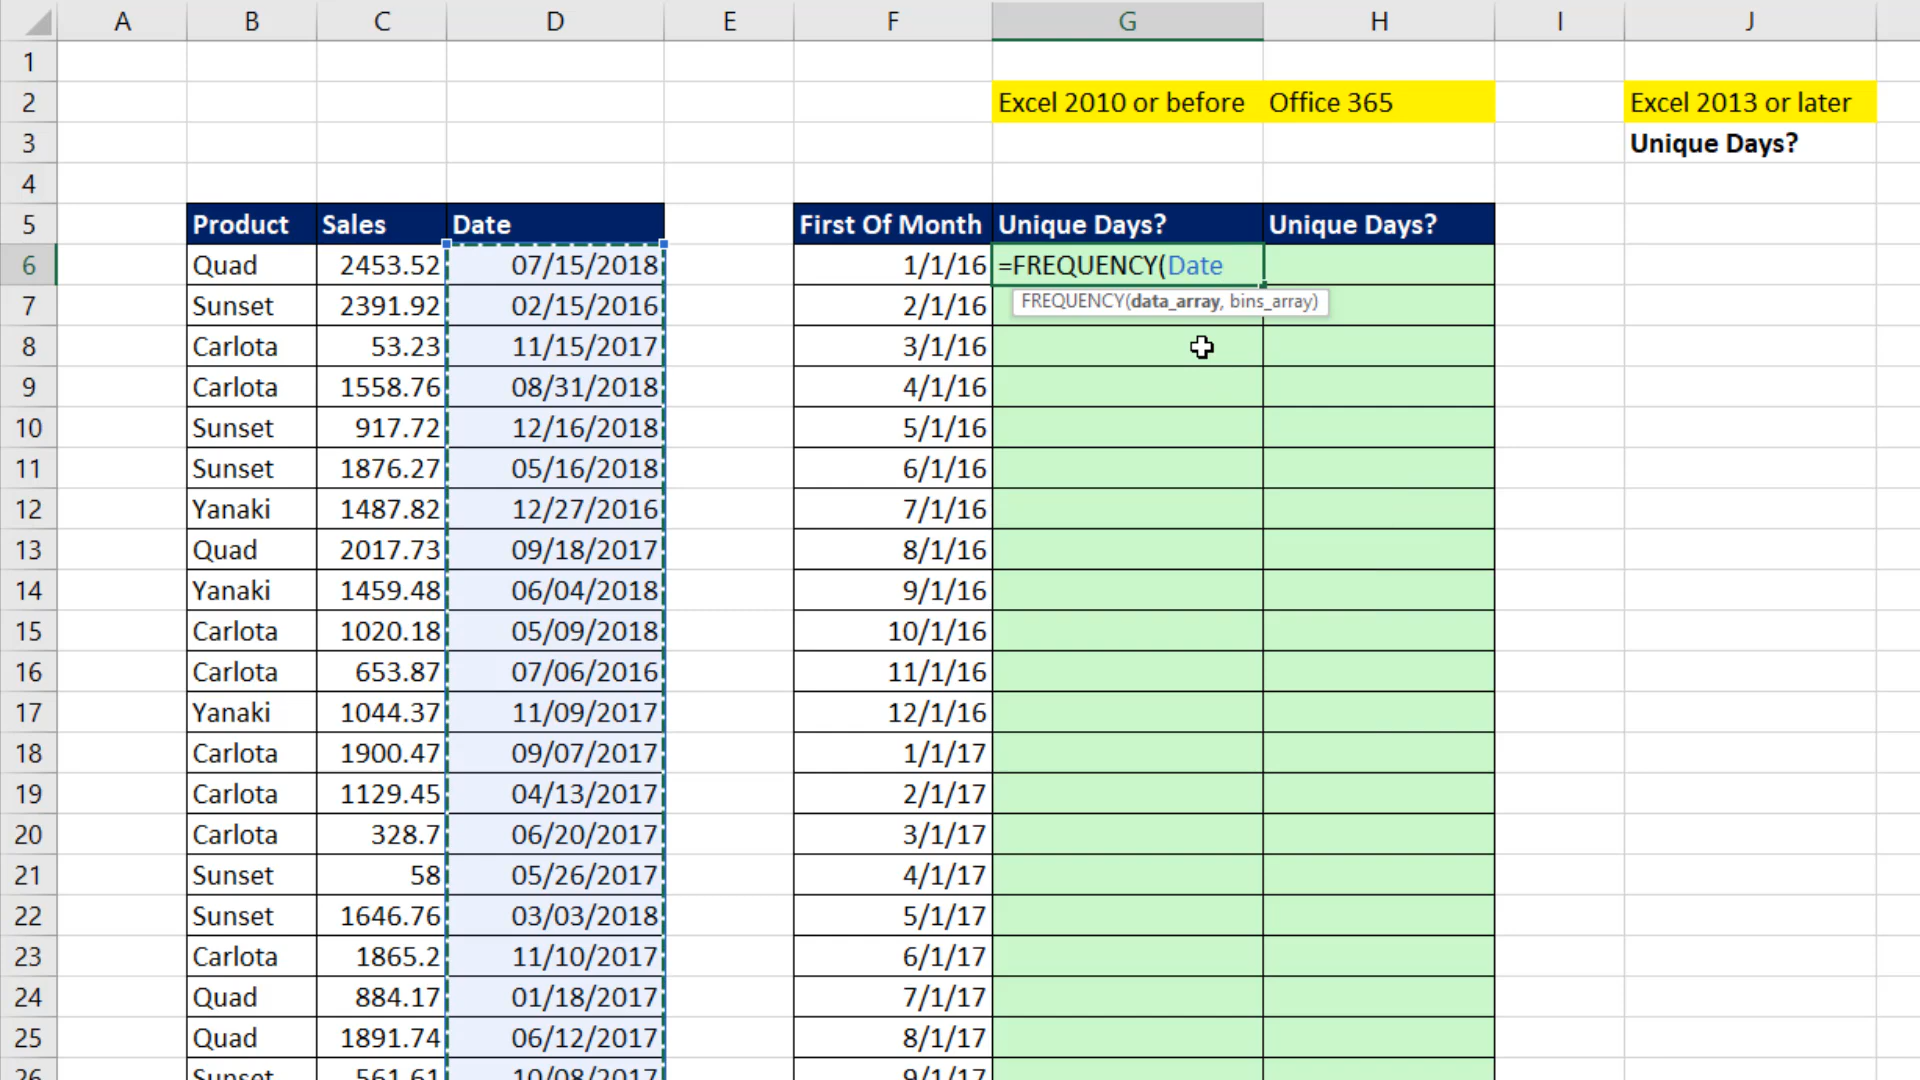 A B C D E F G H I J
1
2 Excel 2010 or before Office 365 Excel 2013 or later
3 Unique Days?
4
5 Product Sales Date First Of Month Unique Days? Unique Days?
6 Quad 2453.52 07/15/2018 1/1/16 =FREQUENCY(Date
7 Sunset 2391.92 02/15/2016 2/1/16 FREQUENCY(data_array, bins_array)
8 Carlota 53.23 11/15/2017 3/1/16
9 Carlota 1558.76 08/31/2018 4/1/16
10 Sunset 917.72 12/16/2018 5/1/16
11 Sunset 1876.27 05/16/2018 6/1/16
12 Yanaki 1487.82 12/27/2016 7/1/16
13 Quad 2017.73 09/18/2017 8/1/16
14 Yanaki 1459.48 06/04/2018 9/1/16
15 Carlota 1020.18 05/09/2018 10/1/16
16 Carlota 653.87 07/06/2016 11/1/16
17 Yanaki 1044.37 11/09/2017 12/1/16
18 Carlota 1900.47 09/07/2017 1/1/17
19 Carlota 1129.45 04/13/2017 2/1/17
20 Carlota 328.7 06/20/2017 3/1/17
21 Sunset 58 05/26/2017 4/1/17
22 Sunset 1646.76 03/03/2018 5/1/17
23 Carlota 1865.2 11/10/2017 6/1/17
24 Quad 884.17 01/18/2017 7/1/17
25 Quad 1891.74 06/12/2017 8/1/17
26 Sunset 561.61 10/08/2017 9/1/17